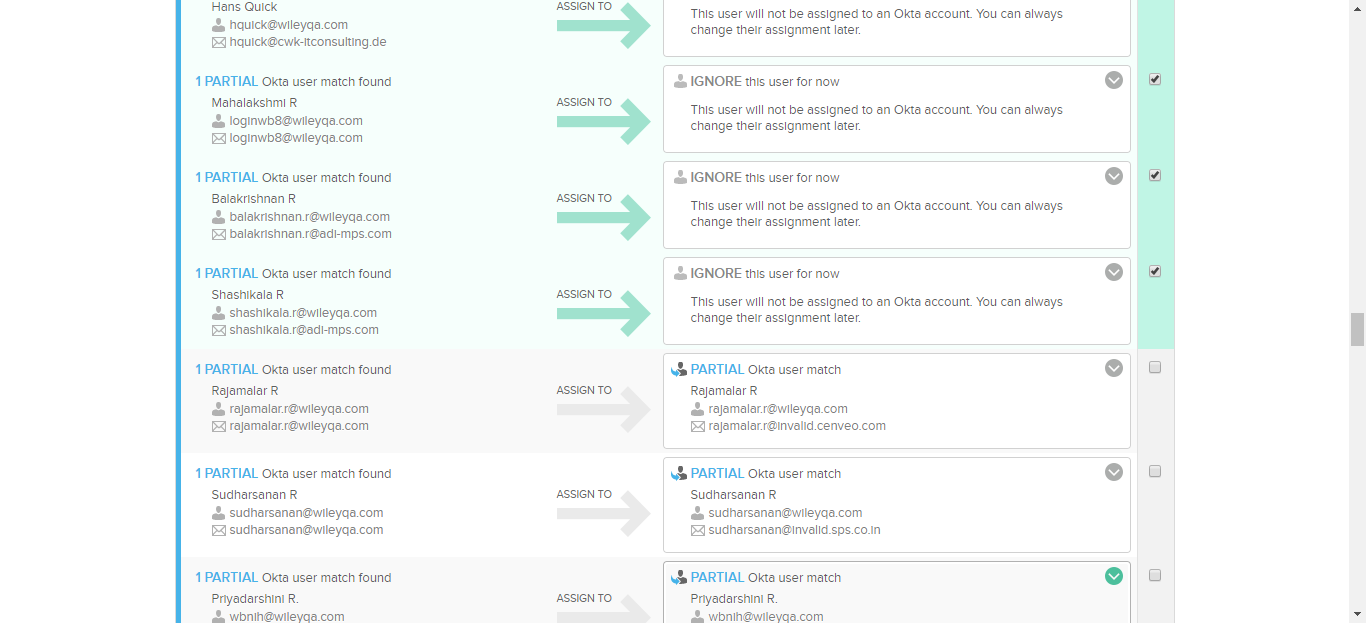 Hans Quick
hquick@wileyqa.com
hquick@cwk-itconsulting.de
ASSIGN TO
This user will not be assigned to an Okta account. You can always
change their assignment later.
1 PARTIAL Okta user match found
Mahalakshmi R
loginwb8@wileyqa.com
loginwb8@wileyqa.com
ASSIGN TO
IGNORE this user for now
This user will not be assigned to an Okta account. You can always
change their assignment later.
1 PARTIAL Okta user match found
Balakrishnan R
balakrishnan.r@wileyqa.com
balakrishnan.r@adi-mps.com
ASSIGN TO
IGNORE this user for now
This user will not be assigned to an Okta account. You can always
change their assignment later.
1 PARTIAL Okta user match found
Shashikala R
shashikala.r@wileyqa.com
shashikala.r@adi-mps.com
ASSIGN TO
IGNORE this user for now
This user will not be assigned to an Okta account. You can always
change their assignment later.
1 PARTIAL Okta user match found
Rajamalar R
rajamalar.r@wileyqa.com
rajamalar.r@wileyqa.com
ASSIGN TO
PARTIAL Okta user match
Rajamalar R
rajamalar.r@wileyqa.com
rajamalar.r@invalid.cenveo.com
1 PARTIAL Okta user match found
Sudharsanan R
sudharsanan@wileyqa.com
sudharsanan@wileyqa.com
ASSIGN TO
PARTIAL Okta user match
Sudharsanan R
sudharsanan@wileyqa.com
sudharsanan@invalid.sps.co.in
1 PARTIAL Okta user match found
Priyadarshini R.
wbnih@wileyqa.com
ASSIGN TO
PARTIAL Okta user match
Priyadarshini R.
wbnih@wileyqa.com